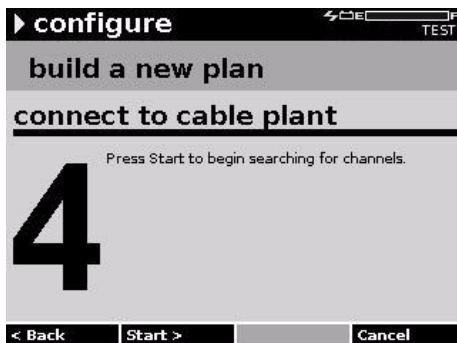 configure
E F
TEST
build a new plan
connect to cable plant
4
Press Start to begin searching for channels.
< Back Start > Cancel